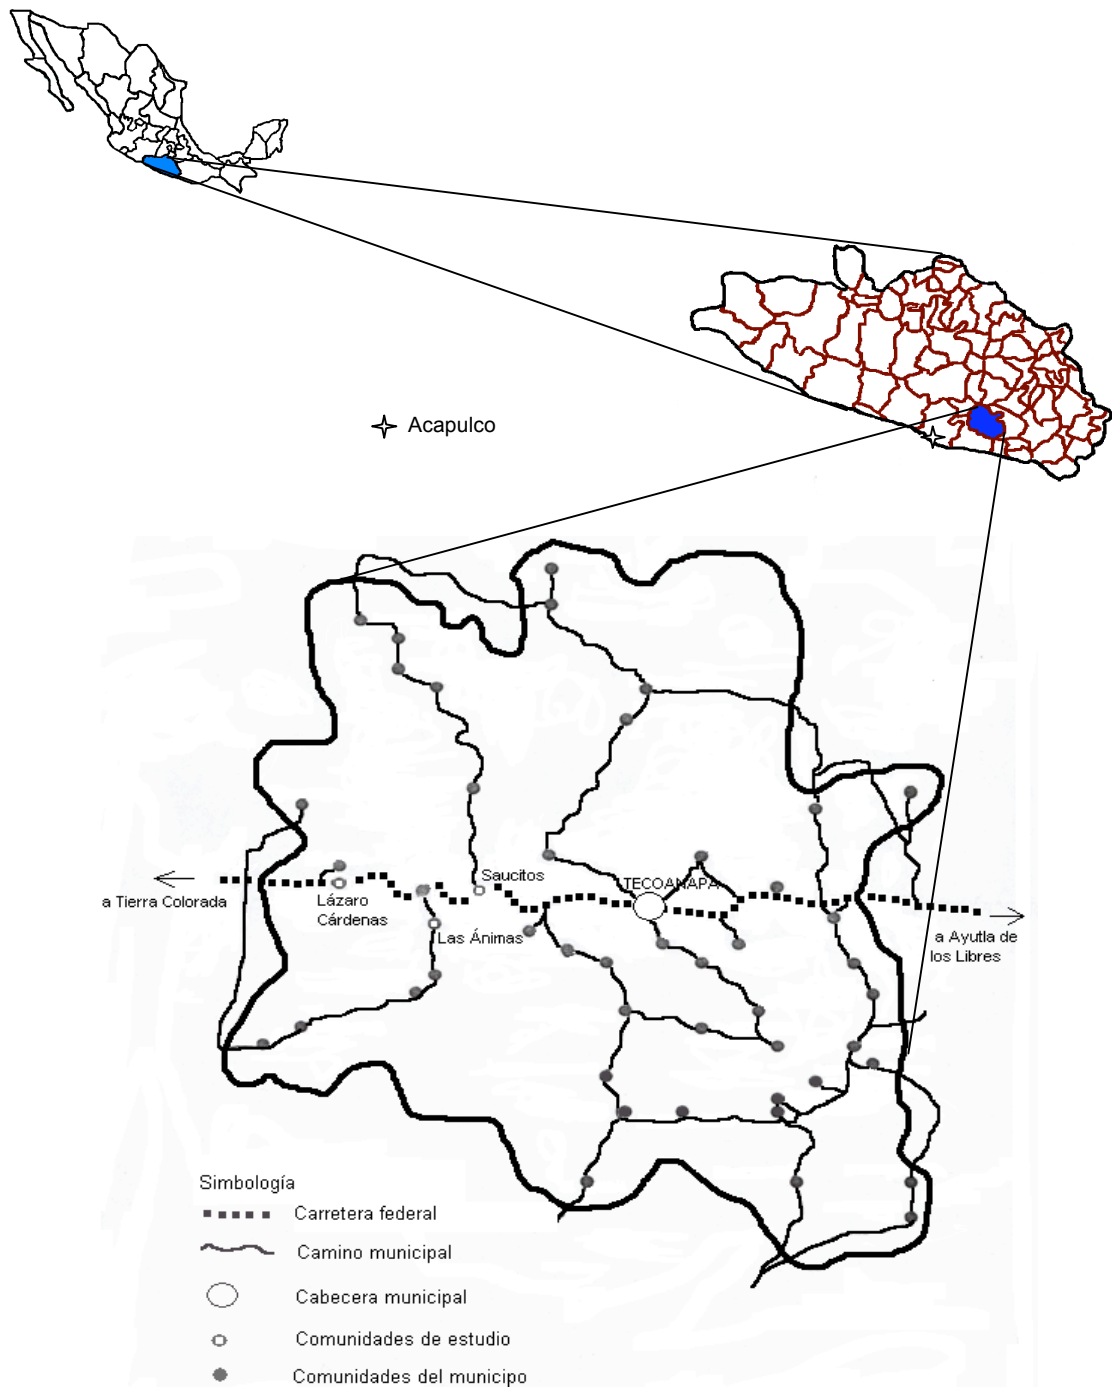 Acapulco
Saucitos
TECOANAPA
a Tierra Colorada
Lázaro
Cárdenas
Las Ánimas
a Ayutla de
los Libres
Simbología
Carretera federal
Camino municipal
Cabecera municipal
Comunidades de estudio
Comunidades del municipo